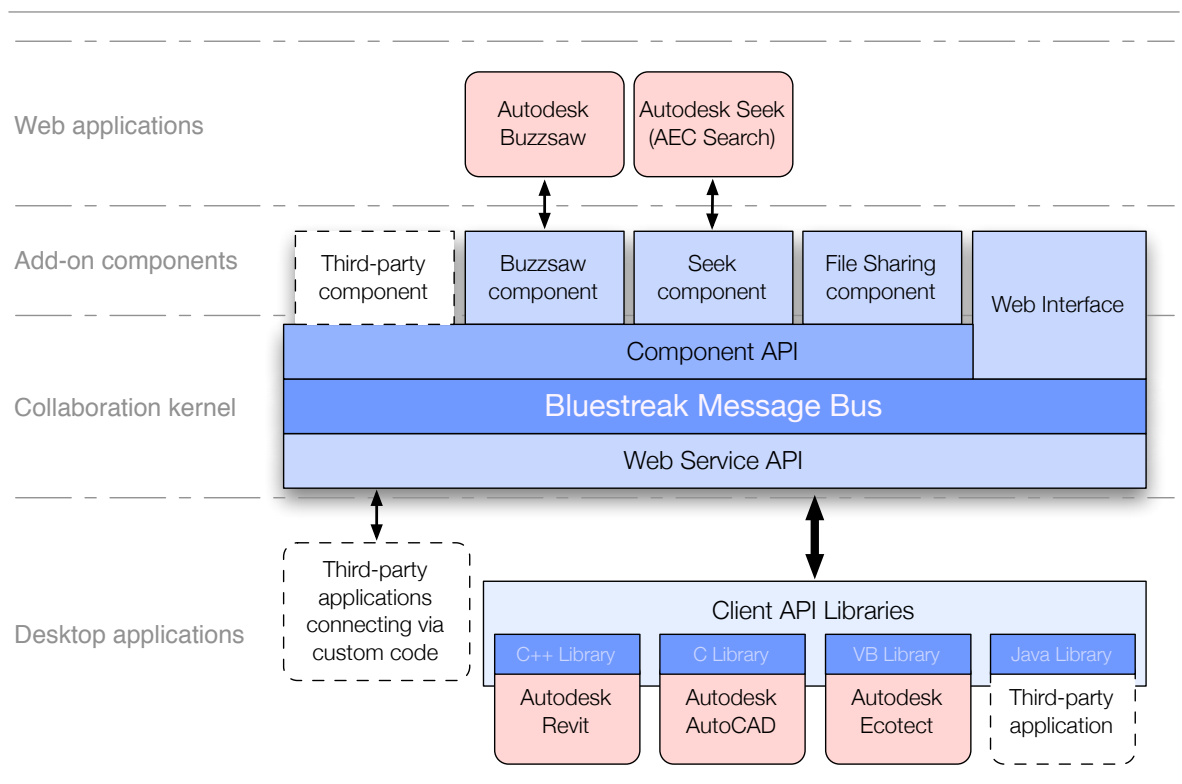 Web applications
Autodesk
Buzzsaw
Autodesk Seek
(AEC Search)
Add-on components
Third-party
component
Buzzsaw
component
Seek
component
File Sharing
component
Web Interface
Component API
Collaboration kernel
Bluestreak Message Bus
Web Service API
Desktop applications
Third-party
applications
connecting via
custom code
Client API Libraries
C++ Library
C Library
VB Library
Java Library
Autodesk
Revit
Autodesk
AutoCAD
Autodesk
Ecotect
Third-party
application